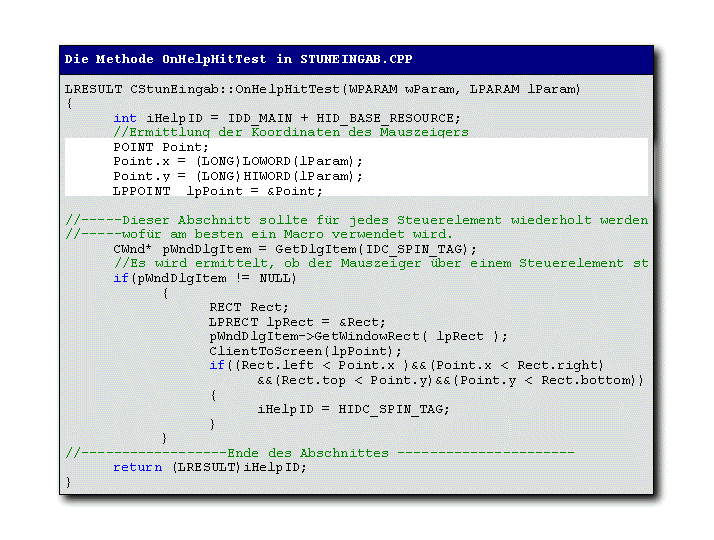 Die Methode OnHelpHitTest in STUNEINGAB.CPP
LRESULT CStunEingab::OnHelpHitTest(WPARAM wParam, LPARAM lParam)
{
int iHelpID = IDD_MAIN + HID_BASE_RESOURCE;
//Ermittlung der Koordinaten des Mauszeigers
POINT Point;
Point.x = (LONG)LOWORD(lParam);
Point.y = (LONG)HIWORD(lParam);
LPPOINT lpPoint = &Point;
//-----Dieser Abschnitt sollte für jedes Steuerelement wiederholt werden
//-----wofür am besten ein Macro verwendet wird.
CWnd* pWndDlgItem = GetDlgItem(IDC_SPIN_TAG);
//Es wird ermittelt, ob der Mauszeiger über einem Steuerelement st
if(pWndDlgItem != NULL)
{
RECT Rect;
LPRECT lpRect = &Rect;
pWndDlgItem->GetWindowRect( lpRect );
ClientToScreen(lpPoint);
if((Rect.left < Point.x )&&(Point.x < Rect.right)
&&(Rect.top < Point.y)&&(Point.y < Rect.bottom))
{
iHelpID = HIDC_SPIN_TAG;
}
}
//------------------Ende des Abschnittes ----------------------
return (LRESULT)iHelpID;
}